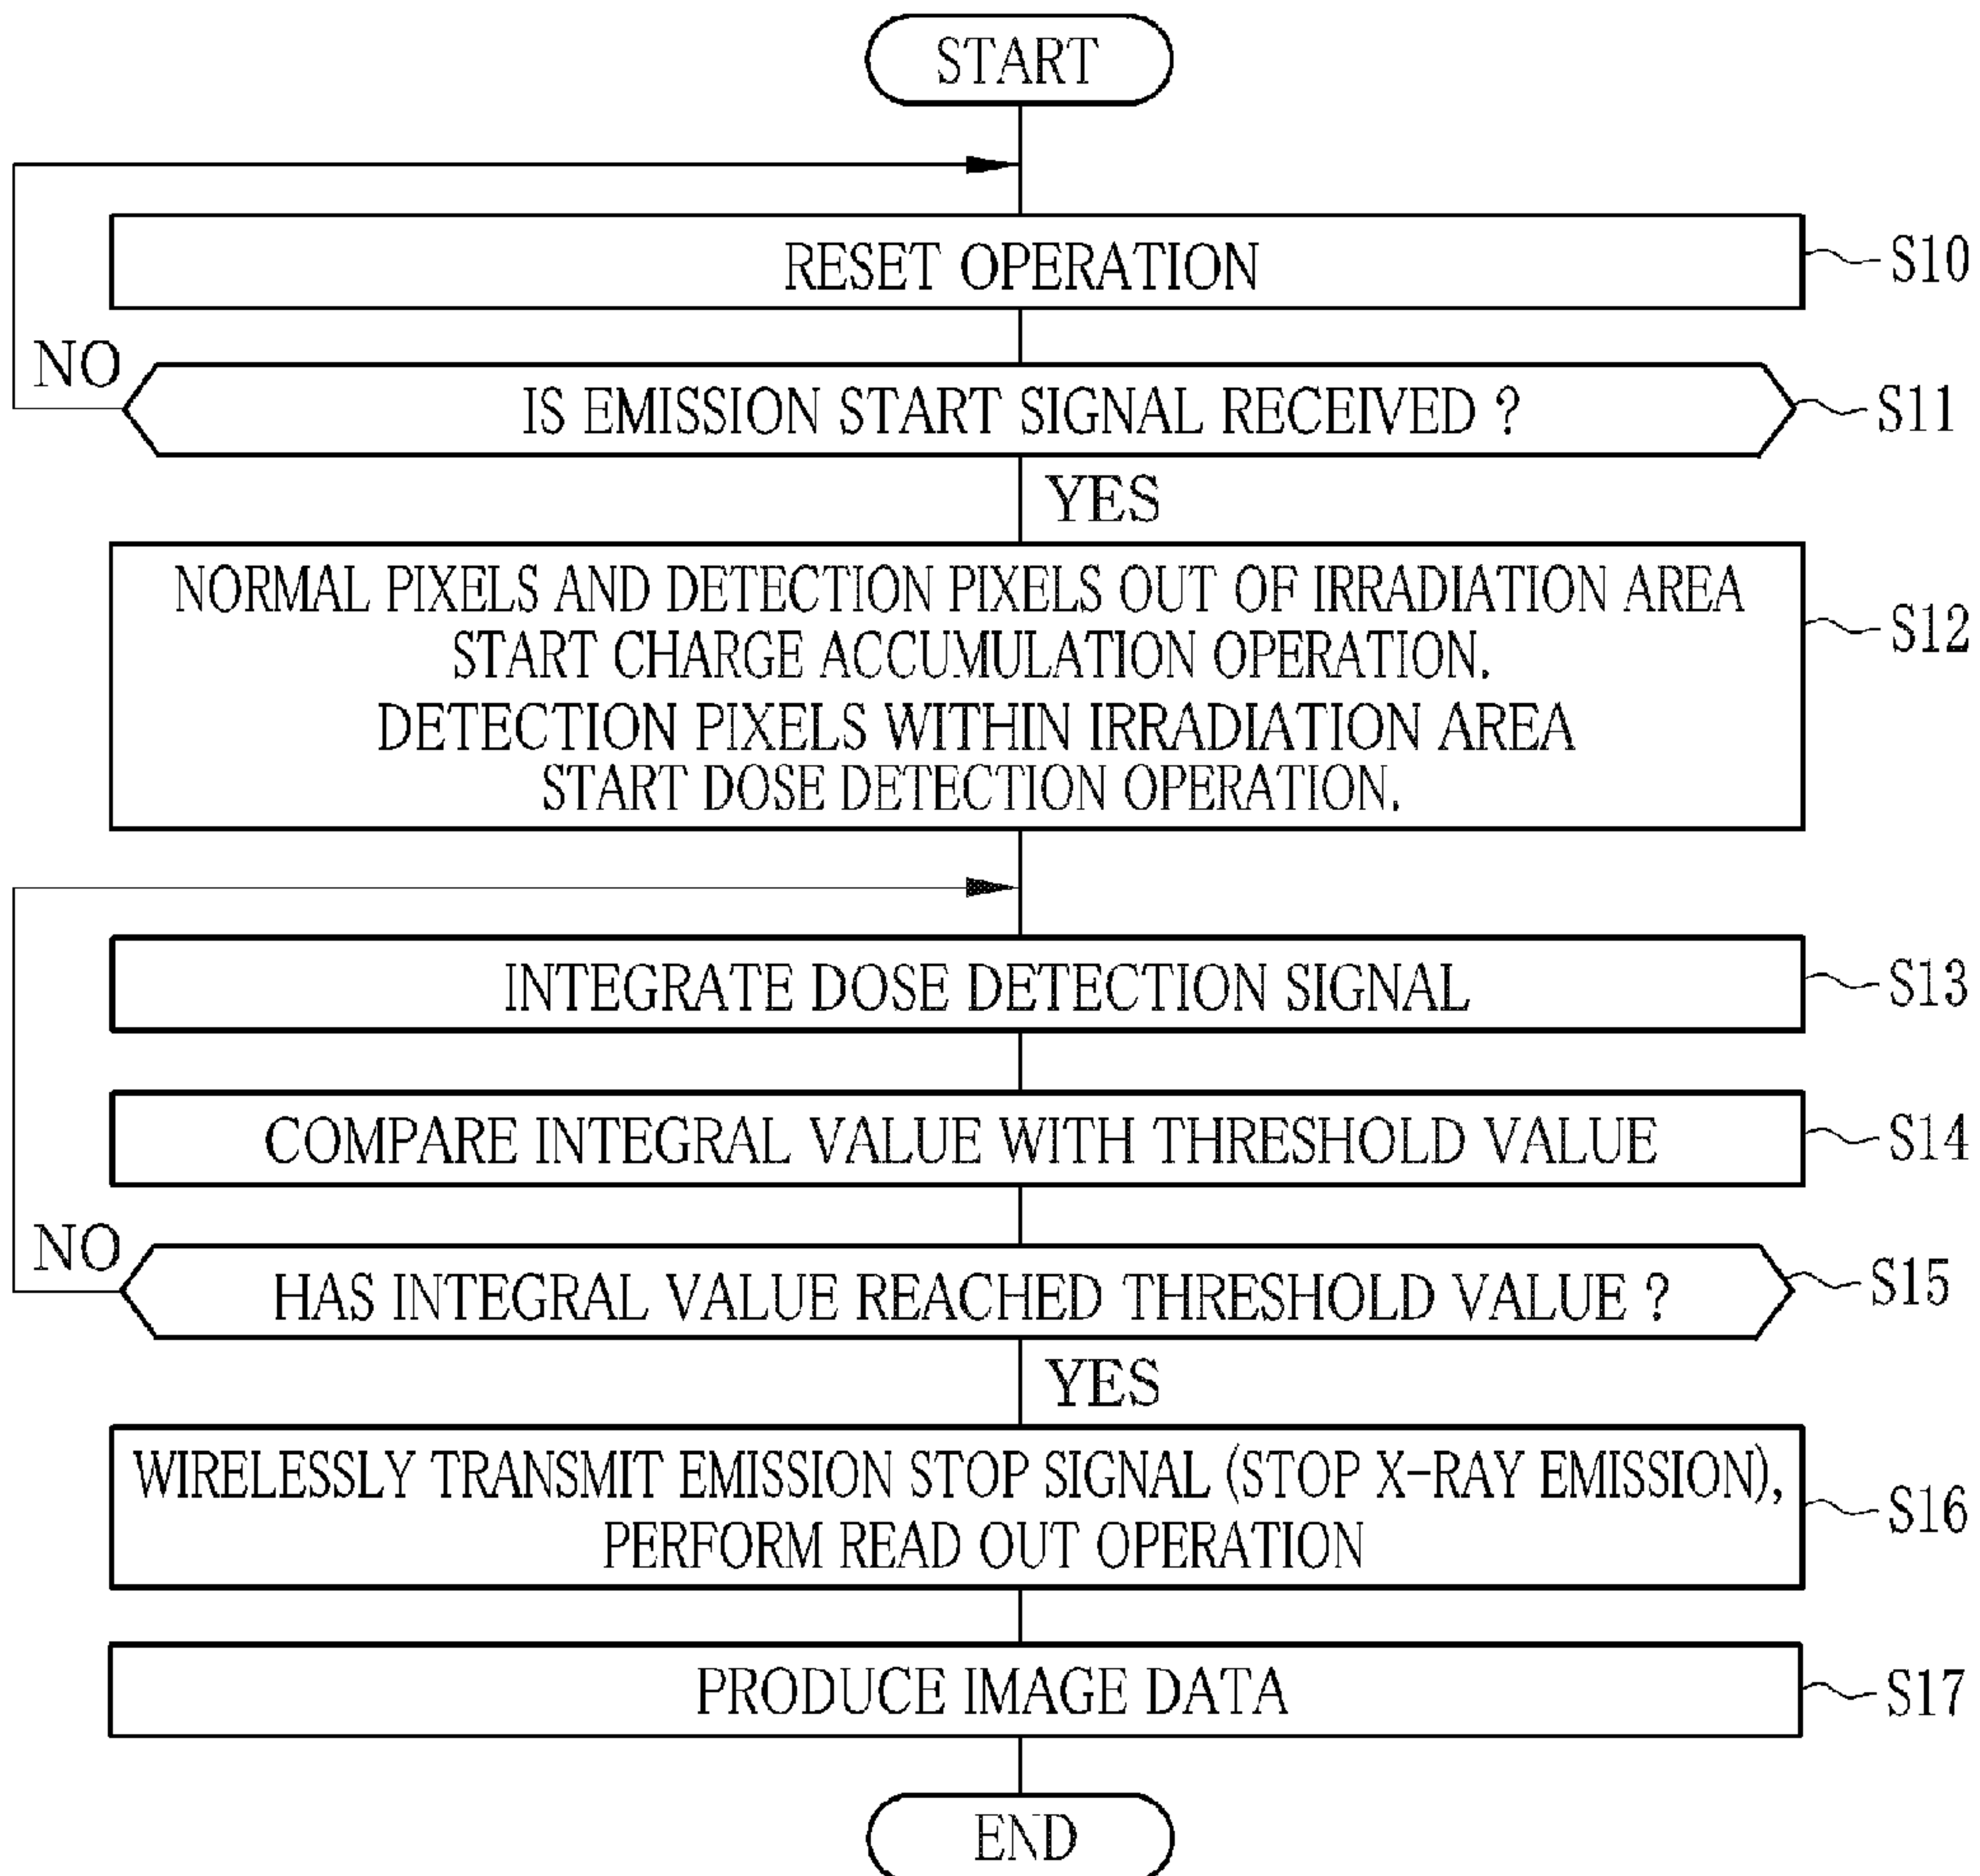 START
RESET OPERATION
S10
NO
IS EMISSION START SIGNAL RECEIVED ?
S11
YES
NORMAL PIXELS AND DETECTION PIXELS OUT OF IRRADIATION AREA
START CHARGE ACCUMULATION OPERATION.
DETECTION PIXELS WITHIN IRRADIATION AREA
START DOSE DETECTION OPERATION.
S12
INTEGRATE DOSE DETECTION SIGNAL
S13
COMPARE INTEGRAL VALUE WITH THRESHOLD VALUE
S14
NO
HAS INTEGRAL VALUE REACHED THRESHOLD VALUE ?
S15
YES
WIRELESSLY TRANSMIT EMISSION STOP SIGNAL (STOP X-RAY EMISSION),
PERFORM READ OUT OPERATION
S16
PRODUCE IMAGE DATA
S17
END